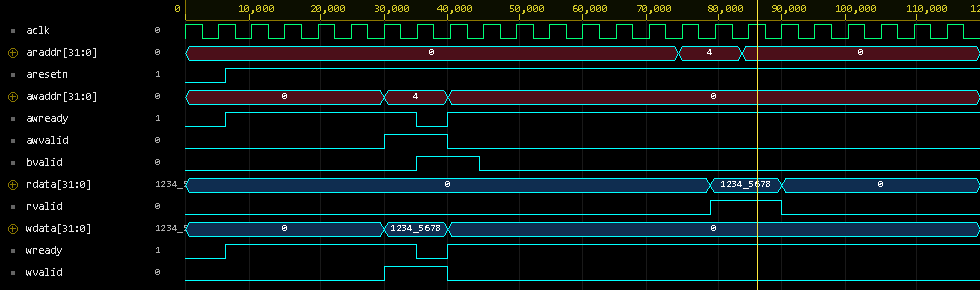 0 10,000 20,000 30,000 40,000 50,000 60,000 70,000 80,000 90,000 100,000 110,000 12
aclk 0
araddr[31:0] 0 0 4 0
aresetn 1
awaddr[31:0] 0 0 4 0
awready 1
awvalid 0
bvalid 0
rdata[31:0] 1234_5 0 1234_5678 0
rvalid 0
wdata[31:0] 1234_5 0 1234_5678 0
wready 1
wvalid 0